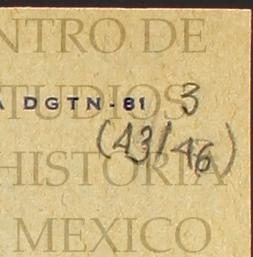 NTRO DE
A DGTN-81 3
TUDIOS
(43/46)
HISTORIA
MEXICO